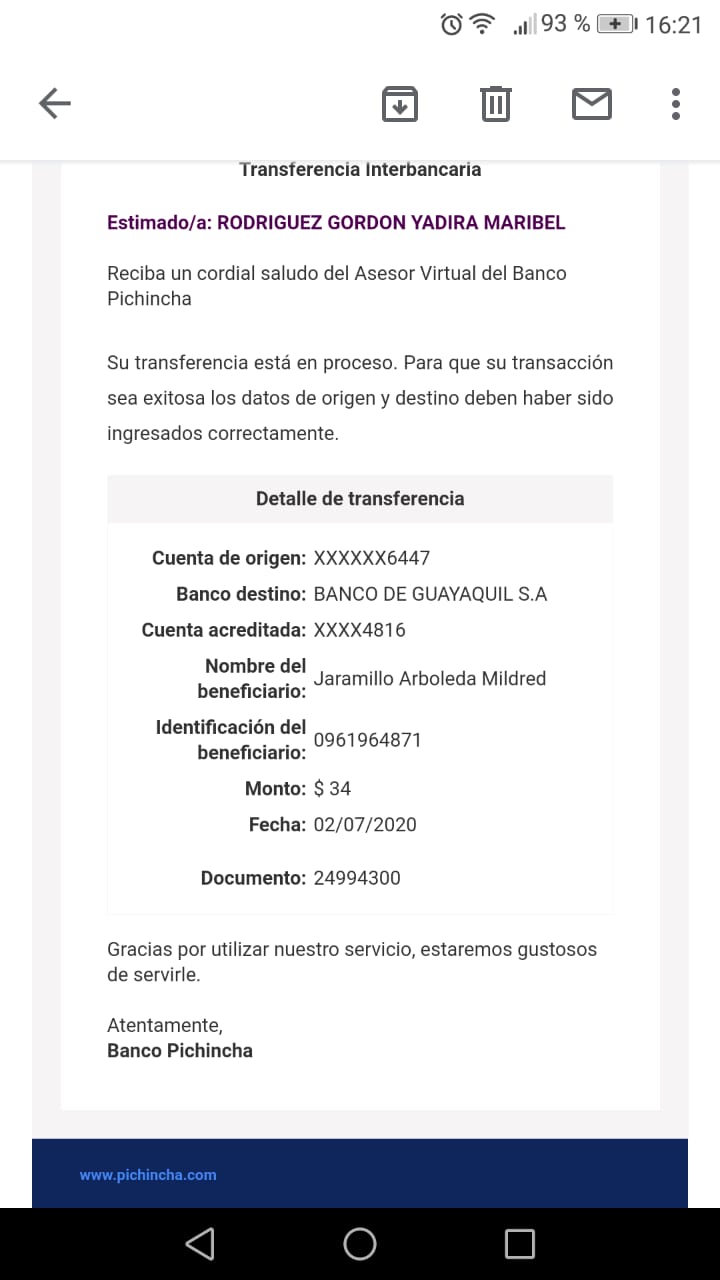 93 % 16:21
Transferencia Interbancaria
Estimado/a: RODRIGUEZ GORDON YADIRA MARIBEL
Reciba un cordial saludo del Asesor Virtual del Banco
Pichincha
Su transferencia está en proceso. Para que su transacción
sea exitosa los datos de origen y destino deben haber sido
ingresados correctamente.
Detalle de transferencia
Cuenta de origen: XXXXXX6447
Banco destino: BANCO DE GUAYAQUIL S.A
Cuenta acreditada: XXXX4816
Nombre del
beneficiario: Jaramillo Arboleda Mildred
Identificación del
beneficiario: 0961964871
Monto: $ 34
Fecha: 02/07/2020
Documento: 24994300
Gracias por utilizar nuestro servicio, estaremos gustosos
de servirle.
Atentamente,
Banco Pichincha
www.pichincha.com